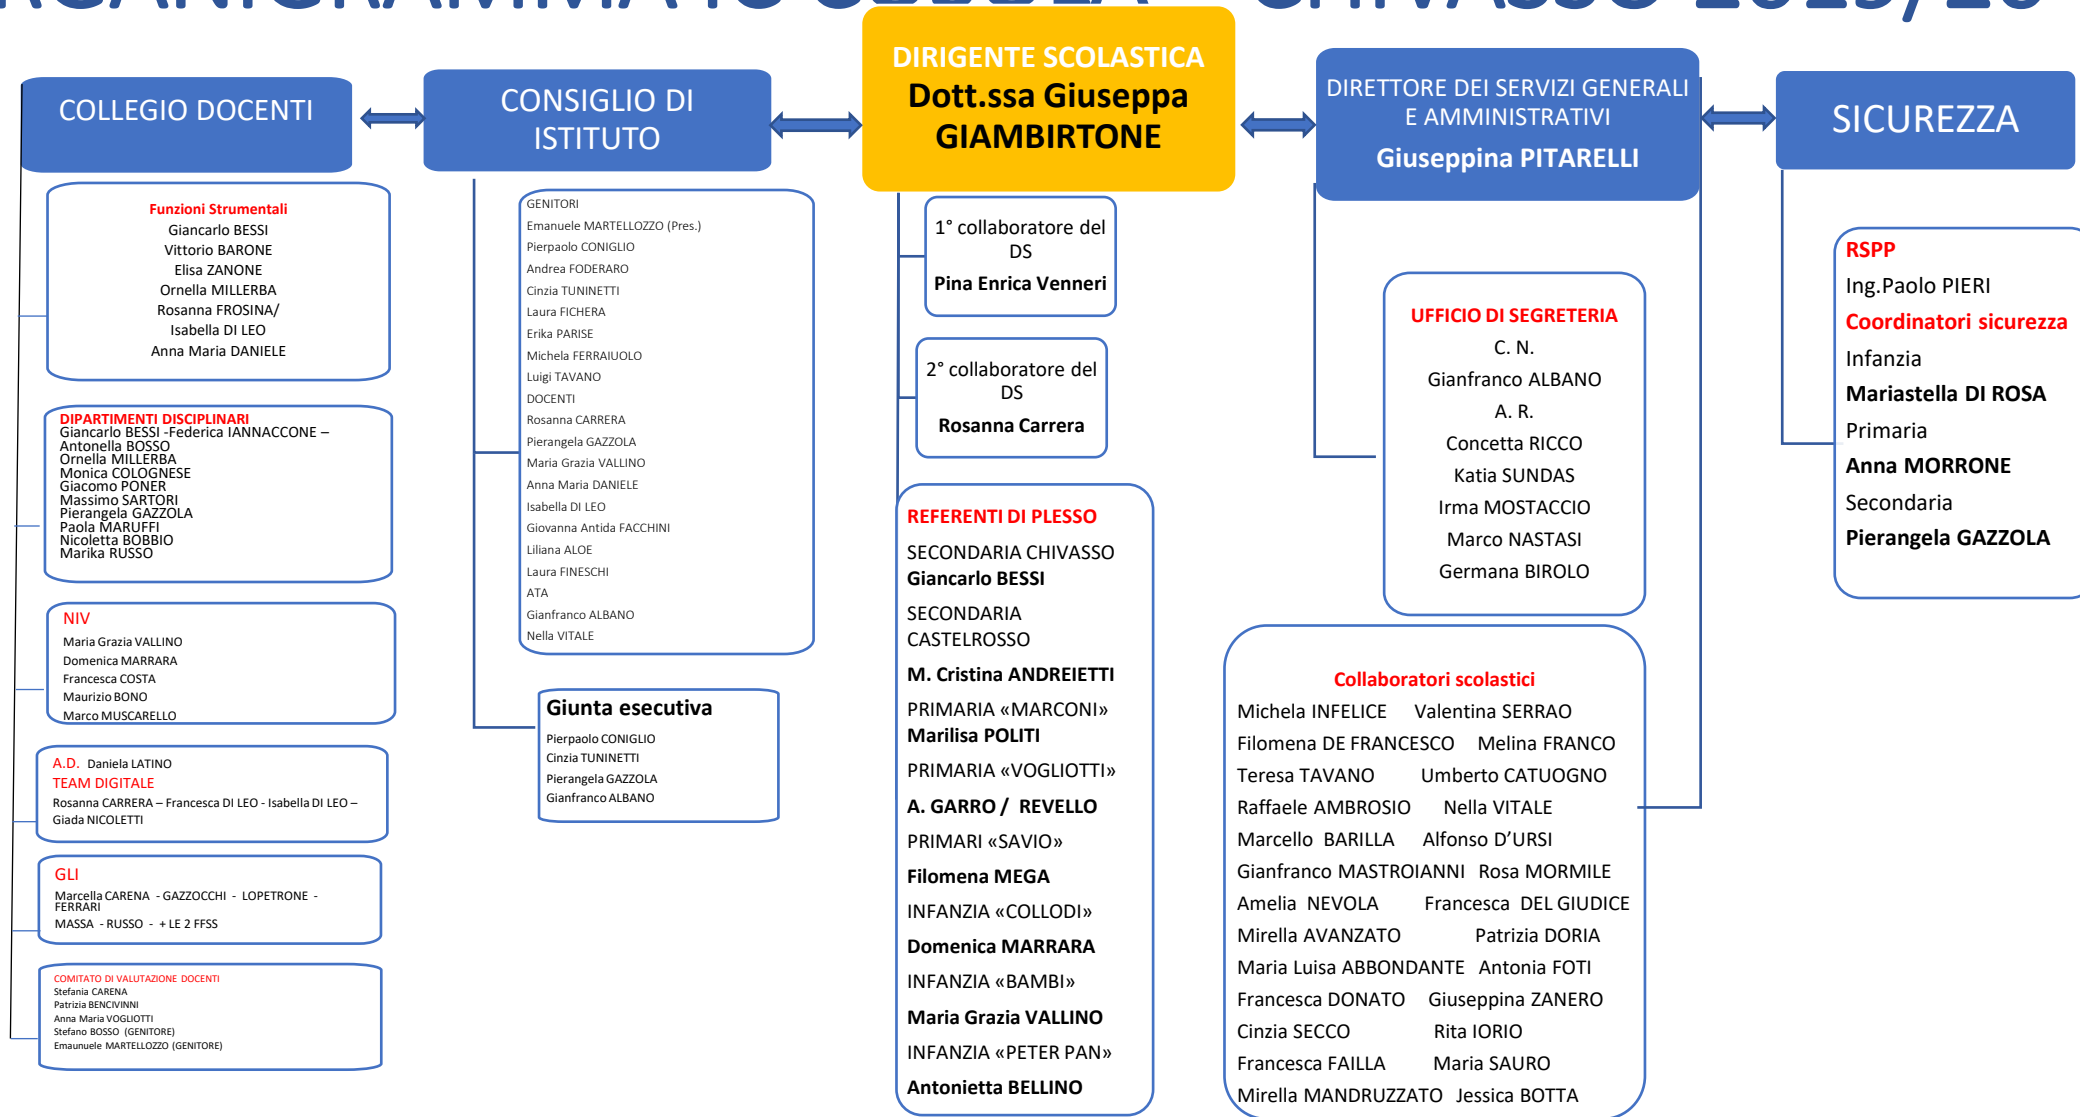 COLLEGIO DOCENTI
Funzioni Strumentali
Giancarlo BESSI
Vittorio BARONE
Elisa ZANONE
Ornella MILLERBA
Rosanna FROSINA/
Isabella DI LEO
Anna Maria DANIELE
DIPARTIMENTI DISCIPLINARI
Giancarlo BESSI -Federica IANNACCONE –
Antonella BOSSO
Ornella MILLERBA
Monica COLOGNESE
Giacomo PONER
Massimo SARTORI
Pierangela GAZZOLA
Paola MARUFFI
Nicoletta BOBBIO
Marika RUSSO
NIV
Maria Grazia VALLINO
Domenica MARRARA
Francesca COSTA
Maurizio BONO
Marco MUSCARELLO
A.D. Daniela LATINO
TEAM DIGITALE
Rosanna CARRERA – Francesca DI LEO - Isabella DI LEO –
Giada NICOLETTI
GLI
Marcella CARENA - GAZZOCCHI - LOPETRONE -
FERRARI
MASSA - RUSSO - + LE 2 FFSS
COMITATO DI VALUTAZIONE DOCENTI
Stefania CARENA
Patrizia BENCIVINNI
Anna Maria VOGLIOTTI
Stefano BOSSO (GENITORE)
Emaunuele MARTELLOZZO (GENITORE)
CONSIGLIO DI
ISTITUTO
GENITORI
Emanuele MARTELLOZZO (Pres.)
Pierpaolo CONIGLIO
Andrea FODERARO
Cinzia TUNINETTI
Laura FICHERA
Erika PARISE
Michela FERRAIUOLO
Luigi TAVANO
DOCENTI
Rosanna CARRERA
Pierangela GAZZOLA
Maria Grazia VALLINO
Anna Maria DANIELE
Isabella DI LEO
Giovanna Antida FACCHINI
Liliana ALOE
Laura FINESCHI
ATA
Gianfranco ALBANO
Nella VITALE
Giunta esecutiva
Pierpaolo CONIGLIO
Cinzia TUNINETTI
Pierangela GAZZOLA
Gianfranco ALBANO
DIRIGENTE SCOLASTICA
Dott.ssa Giuseppa
GIAMBIRTONE
1° collaboratore del
DS
Pina Enrica Venneri
2° collaboratore del
DS
Rosanna Carrera
REFERENTI DI PLESSO
SECONDARIA CHIVASSO
Giancarlo BESSI
SECONDARIA
CASTELROSSO
M. Cristina ANDREIETTI
PRIMARIA «MARCONI»
Marilisa POLITI
PRIMARIA «VOGLIOTTI»
A. GARRO / REVELLO
PRIMARI «SAVIO»
Filomena MEGA
INFANZIA «COLLODI»
Domenica MARRARA
INFANZIA «BAMBI»
Maria Grazia VALLINO
INFANZIA «PETER PAN»
Antonietta BELLINO
DIRETTORE DEI SERVIZI GENERALI
E AMMINISTRATIVI
Giuseppina PITARELLI
UFFICIO DI SEGRETERIA
C. N.
Gianfranco ALBANO
A. R.
Concetta RICCO
Katia SUNDAS
Irma MOSTACCIO
Marco NASTASI
Germana BIROLO
Collaboratori scolastici
Michela INFELICE Valentina SERRAO
Filomena DE FRANCESCO Melina FRANCO
Teresa TAVANO Umberto CATUOGNO
Raffaele AMBROSIO Nella VITALE
Marcello BARILLA Alfonso D'URSI
Gianfranco MASTROIANNI Rosa MORMILE
Amelia NEVOLA Francesca DEL GIUDICE
Mirella AVANZATO Patrizia DORIA
Maria Luisa ABBONDANTE Antonia FOTI
Francesca DONATO Giuseppina ZANERO
Cinzia SECCO Rita IORIO
Francesca FAILLA Maria SAURO
Mirella MANDRUZZATO Jessica BOTTA
SICUREZZA
RSPP
Ing.Paolo PIERI
Coordinatori sicurezza
Infanzia
Mariastella DI ROSA
Primaria
Anna MORRONE
Secondaria
Pierangela GAZZOLA